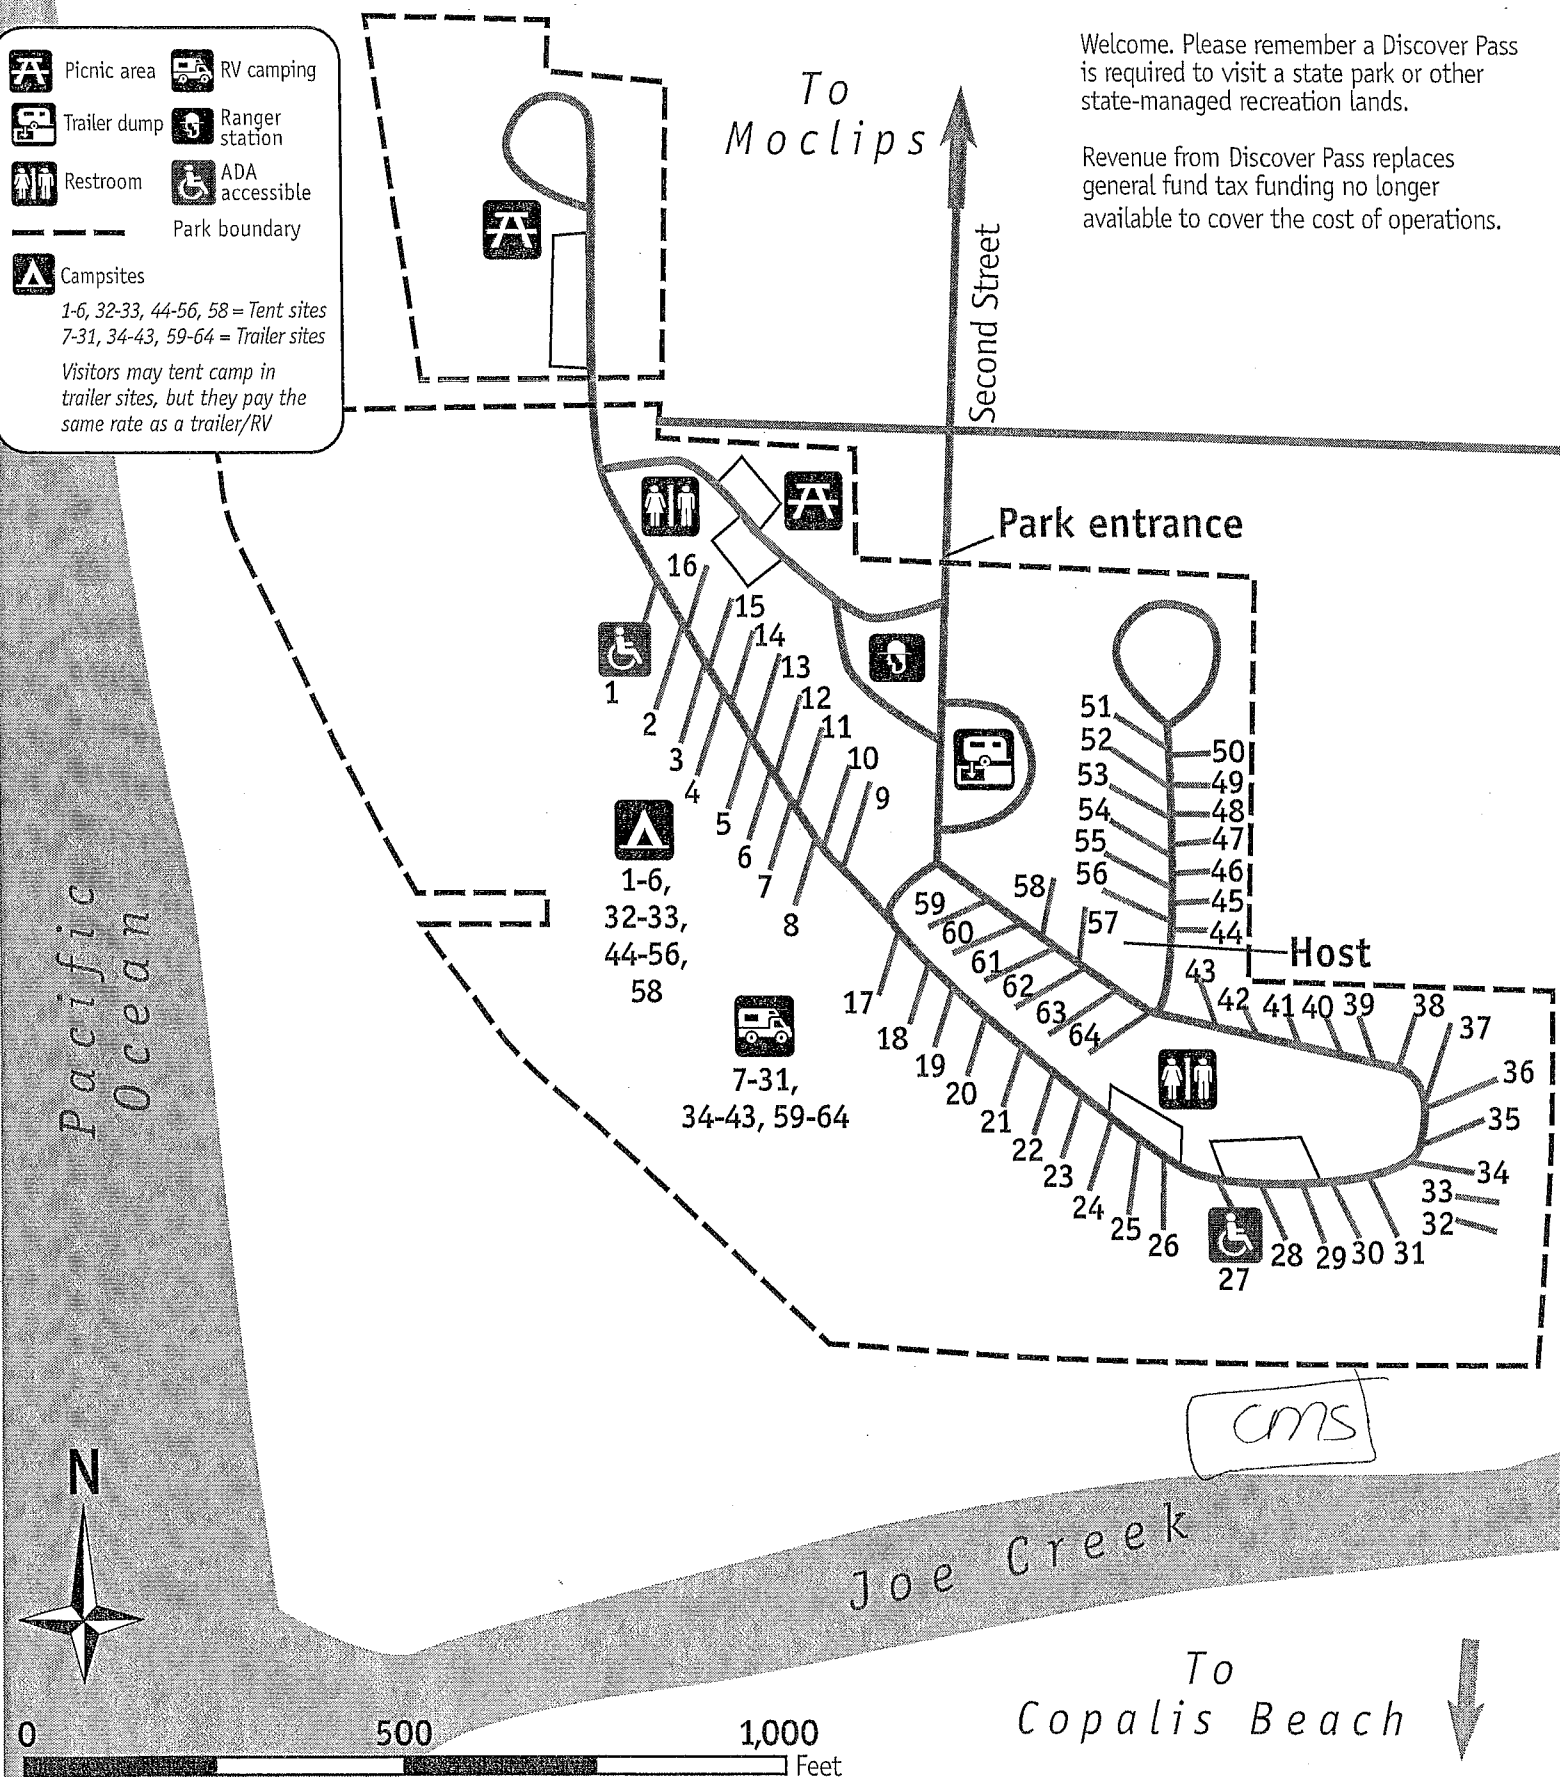 Picnic area
RV camping
Trailer dump
Ranger
station
Restroom
ADA
accessible
Park boundary
Campsites
1-6, 32-33, 44-56, 58 = Tent sites
7-31, 34-43, 59-64 = Trailer sites
Visitors may tent camp in
trailer sites, but they pay the
same rate as a trailer/RV
To
Moclips
Second Street
Welcome. Please remember a Discover Pass
is required to visit a state park or other
state-managed recreation lands.
Revenue from Discover Pass replaces
general fund tax funding no longer
available to cover the cost of operations.
Park entrance
16
15
14
13
12
11
10
9
1
2
3
4
5
6
7
8
1-6,
32-33,
44-56,
58
7-31,
34-43, 59-64
51
52
53
54
55
56
50
49
48
47
46
45
44
Host
58
57
59
60
61
62
63
64
43
42
41
40
39
38
37
36
35
34
33
32
17
18
19
20
21
22
23
24
25
26
27
28
29
30
31
Pacific
Ocean
cms
N
Joe Creek
To
Copalis Beach
0
500
1,000
Feet